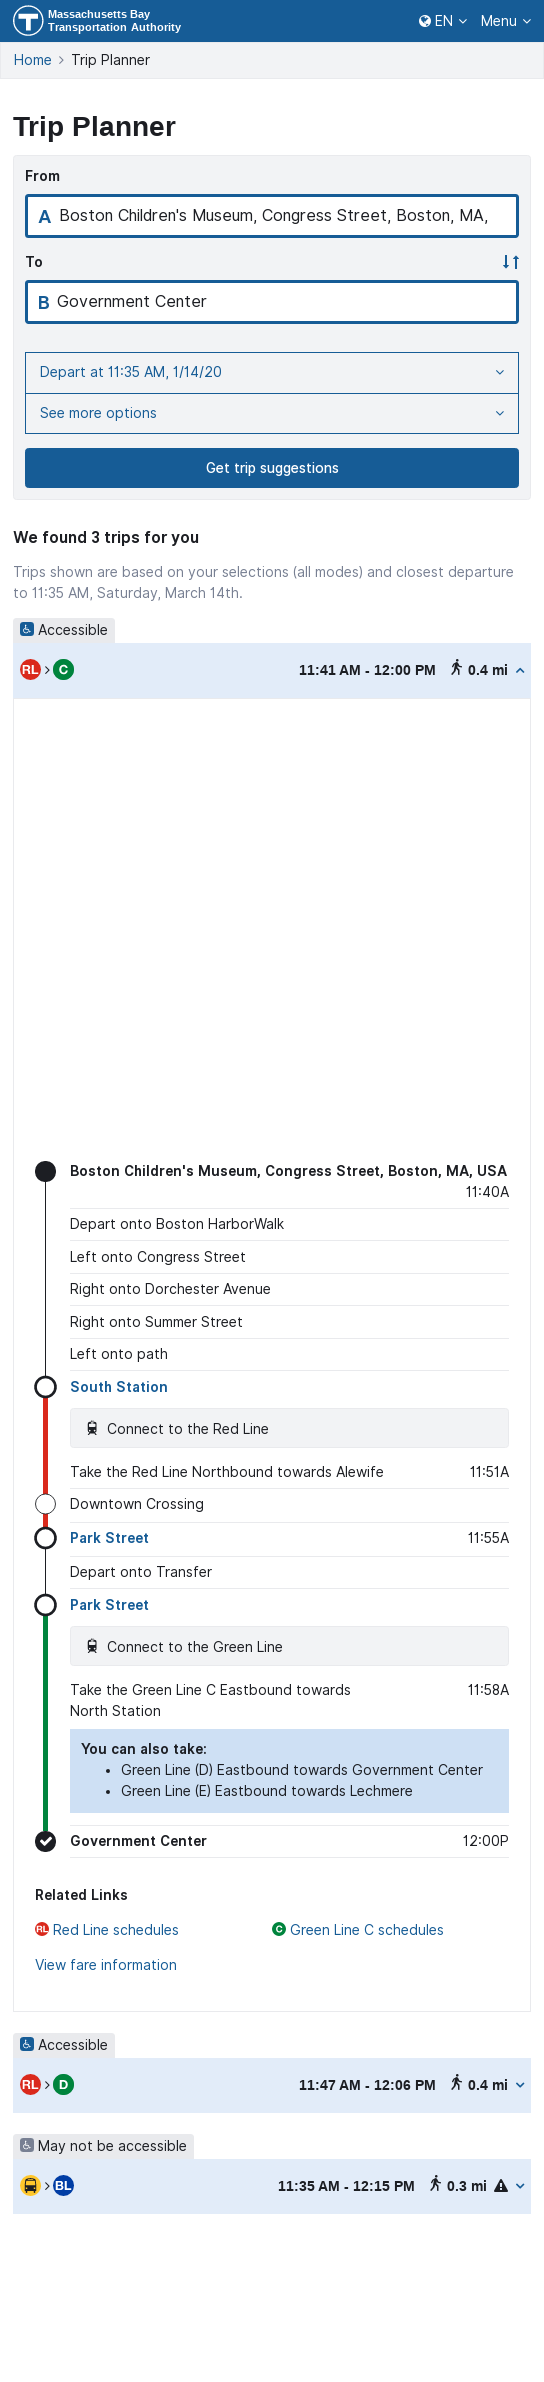 Massachusetts Bay
Transportation Authority
EN
Menu
Home
Trip Planner
Trip Planner
From
A Boston Children's Museum, Congress Street, Boston, MA,
To
B Government Center
Depart at 11:35 AM, 1/14/20
See more options
Get trip suggestions
We found 3 trips for you
Trips shown are based on your selections (all modes) and closest departure
to 11:35 AM, Saturday, March 14th.
Accessible
RL C 11:41 AM - 12:00 PM 0.4 mi
Boston Children's Museum, Congress Street, Boston, MA, USA
11:40A
Depart onto Boston HarborWalk
Left onto Congress Street
Right onto Dorchester Avenue
Right onto Summer Street
Left onto path
South Station
Connect to the Red Line
Take the Red Line Northbound towards Alewife 11:51A
Downtown Crossing
Park Street 11:55A
Depart onto Transfer
Park Street
Connect to the Green Line
Take the Green Line C Eastbound towards 11:58A
North Station
You can also take:
• Green Line (D) Eastbound towards Government Center
• Green Line (E) Eastbound towards Lechmere
Government Center 12:00P
Related Links
RL Red Line schedules
C Green Line C schedules
View fare information
Accessible
RL D 11:47 AM - 12:06 PM 0.4 mi
May not be accessible
BL 11:35 AM - 12:15 PM 0.3 mi